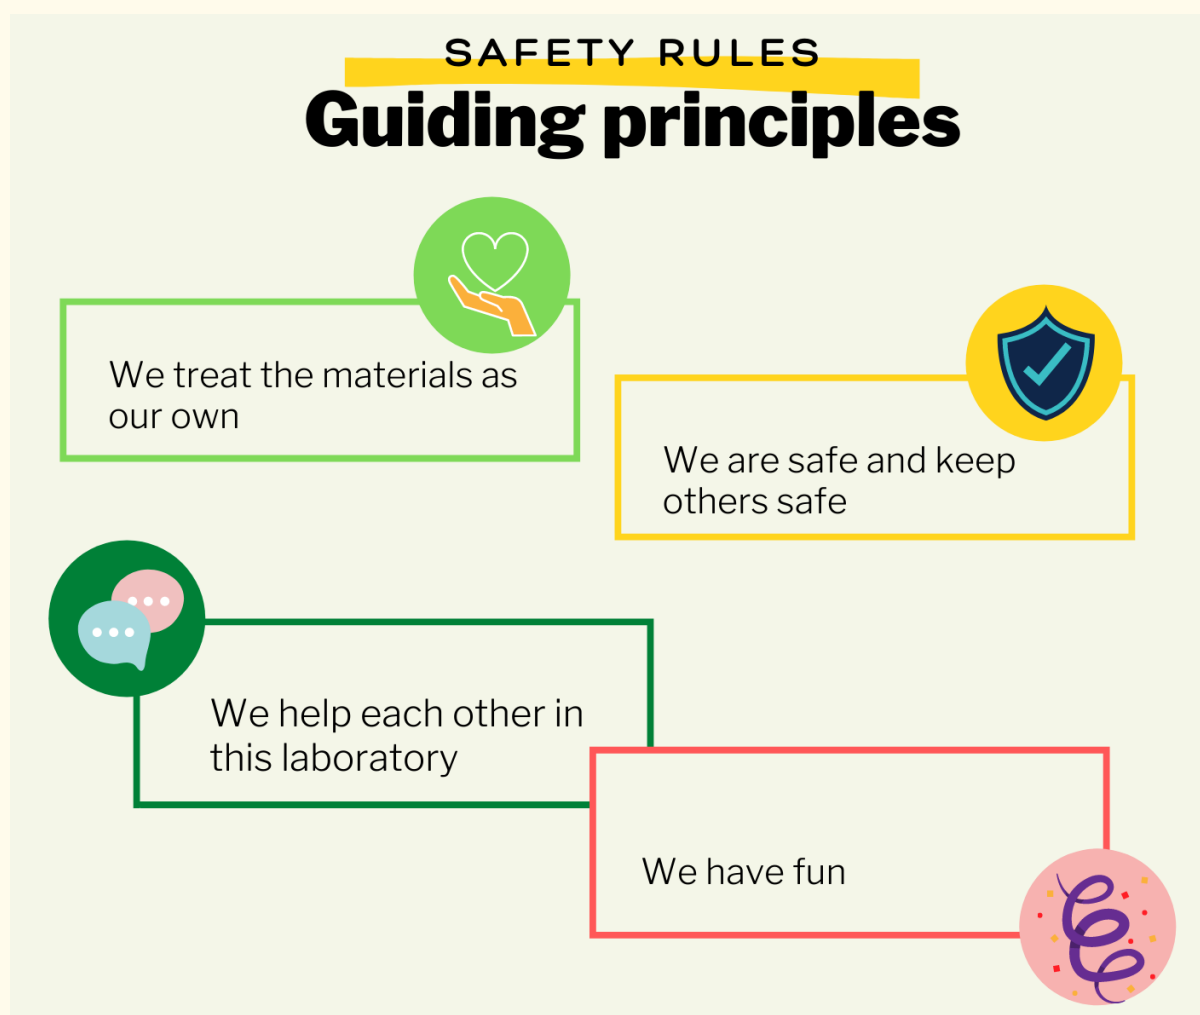 SAFETY RULES
Guiding principles
We treat the materials as
our own
We are safe and keep
others safe
We help each other in
this laboratory
We have fun